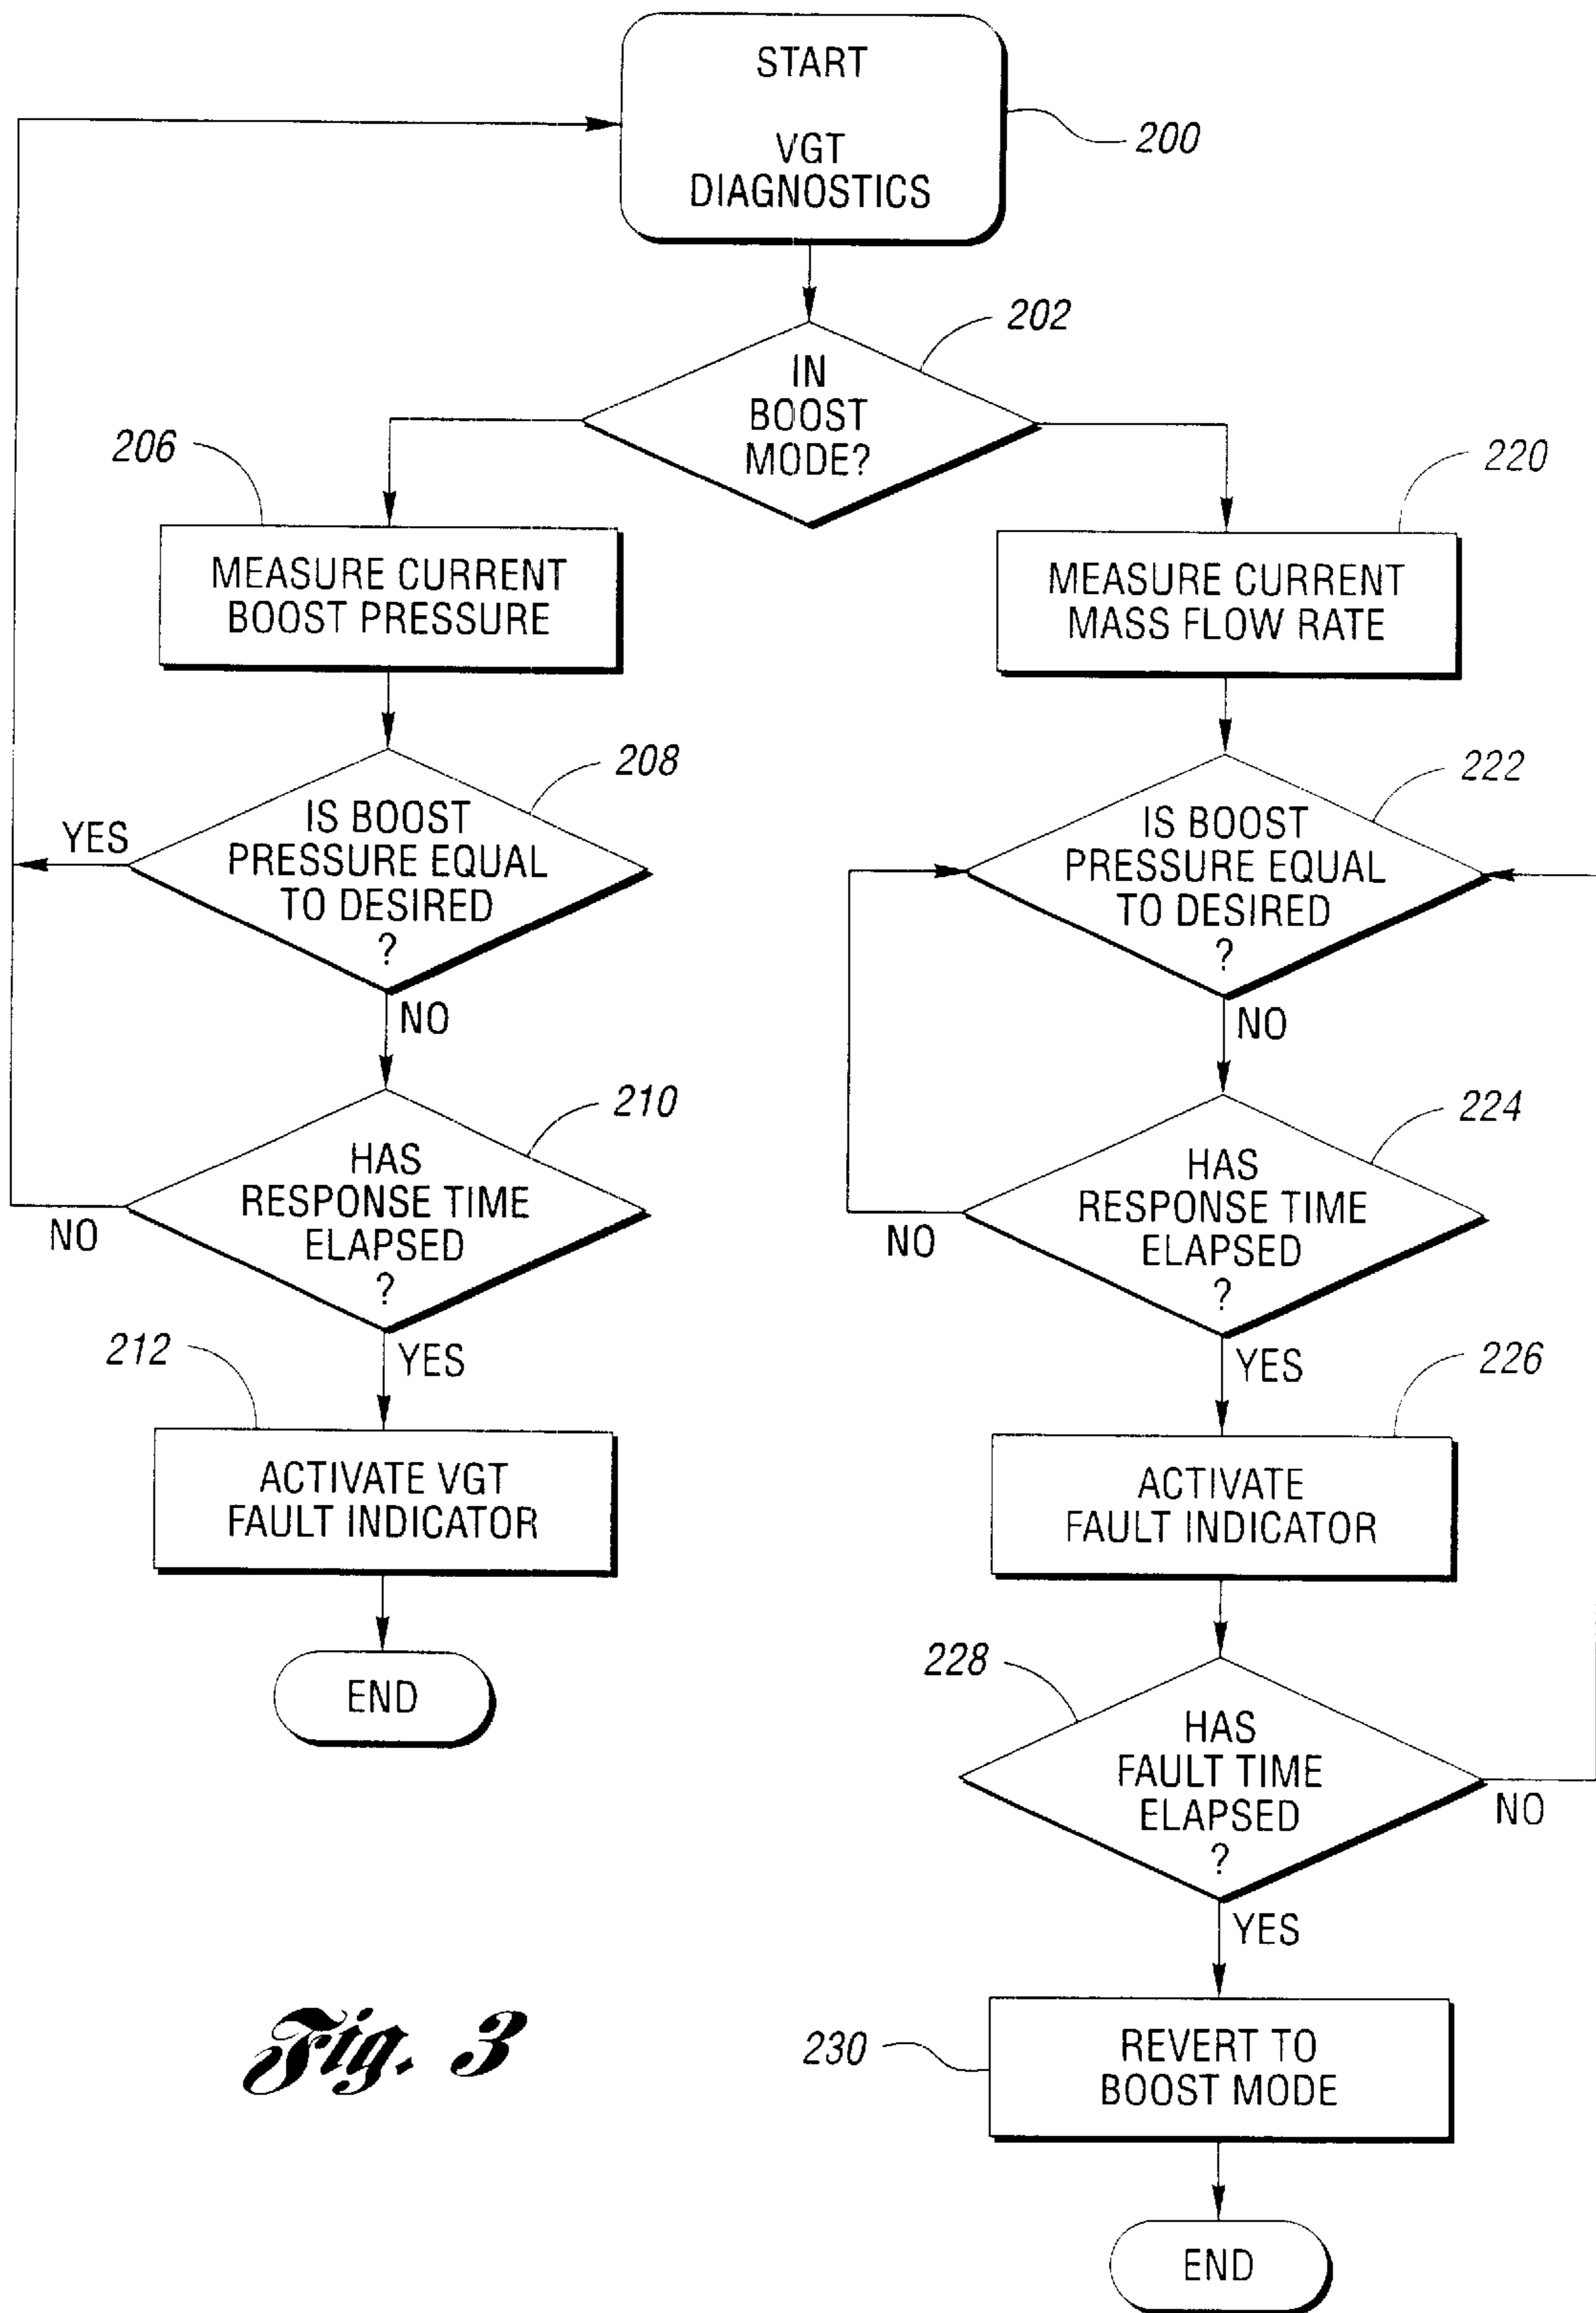 START
VGT
DIAGNOSTICS
200
202
IN
BOOST
MODE?
206
MEASURE CURRENT
BOOST PRESSURE
208
YES
IS BOOST
PRESSURE EQUAL
TO DESIRED
?
NO
210
HAS
RESPONSE TIME
ELAPSED
?
NO
YES
212
ACTIVATE VGT
FAULT INDICATOR
END
220
MEASURE CURRENT
MASS FLOW RATE
222
IS BOOST
PRESSURE EQUAL
TO DESIRED
?
NO
224
HAS
RESPONSE TIME
ELAPSED
?
NO
YES
226
ACTIVATE
FAULT INDICATOR
228
HAS
FAULT TIME
ELAPSED
?
NO
YES
230
REVERT TO
BOOST MODE
END
Fig. 3